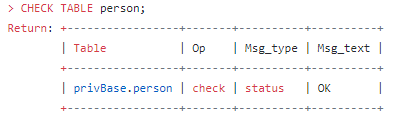 > CHECK TABLE person;
Return: +-----------------+-------+----------+----------+
| Table | Op | Msg_type | Msg_text |
+-----------------+-------+----------+----------+
| privBase.person | check | status | OK |
+-----------------+-------+----------+----------+